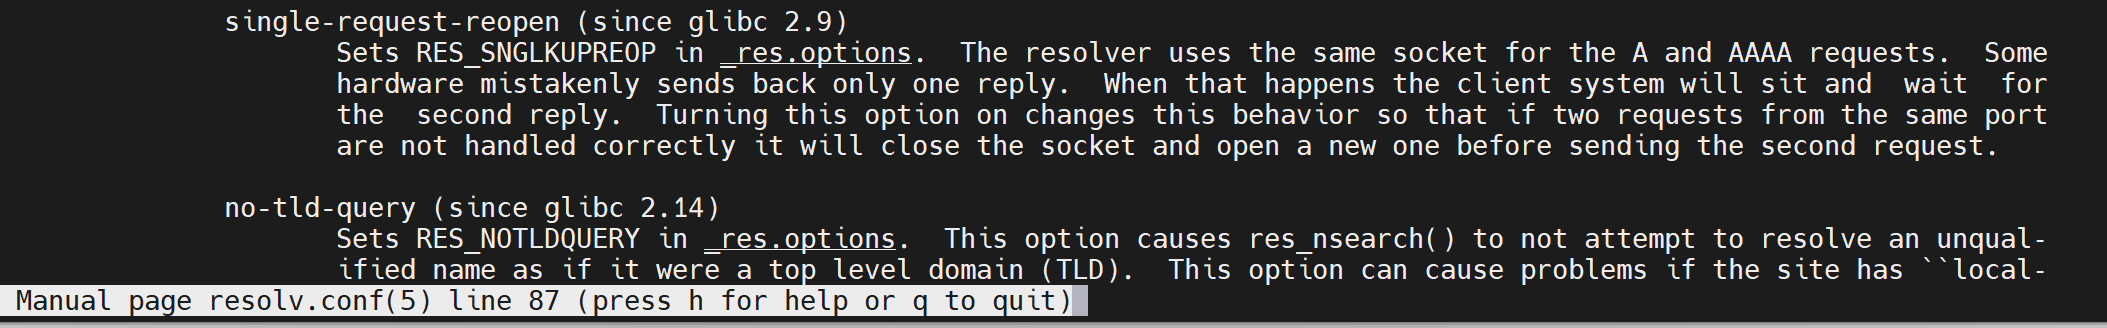 single-request-reopen (since glibc 2.9)
Sets RES_SNGLKUPREOP in _res.options.  The resolver uses the same socket for the A and AAAA requests.  Some
hardware mistakenly sends back only one reply.  When that happens the client system will sit and  wait  for
the  second reply.  Turning this option on changes this behavior so that if two requests from the same port
are not handled correctly it will close the socket and open a new one before sending the second request.
no-tld-query (since glibc 2.14)
Sets RES_NOTLDQUERY in _res.options.  This option causes res_nsearch() to not attempt to resolve an unqual-
ified name as if it were a top level domain (TLD).  This option can cause problems if the site has ``local-
Manual page resolv.conf(5) line 87 (press h for help or q to quit)